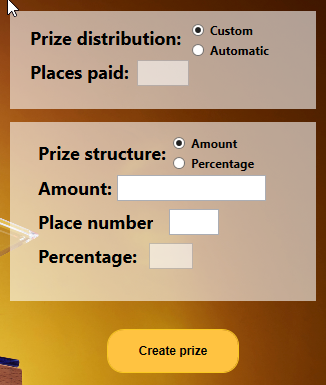 Prize distribution:
Custom
Automatic
Places paid:
Prize structure:
Amount
Percentage
Amount:
Place number
Percentage:
Create prize